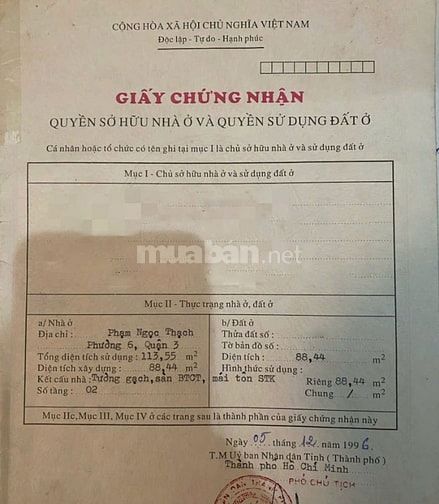 CỘNG HÒA XÃ HỘI CHỦ NGHĨA VIỆT NAM
Độc lập - Tự do - Hạnh phúc
GIẤY CHỨNG NHẬN
QUYỀN SỞ HỮU NHÀ Ở VÀ QUYỀN SỬ DỤNG ĐẤT Ở
Cá nhân hoặc tổ chức có tên ghi tại mục I là chủ sở hữu nhà ở và sử dụng đất ở
Mục I - Chủ sở hữu nhà ở và sử dụng đất ở
muaban.net
Mục II - Thực trạng nhà ở, đất ở
a/ Nhà ở
Địa chỉ : Phạm Ngọc Thạch
Phường 6, Quận 3
Tổng diện tích sử dụng : 113,55 m2
Diện tích xây dựng : 88,44 m2
Kết cấu nhà : Tường gạch, sàn BTCT, mái tôn STK
Số tầng : 02
b/ Đất ở
Thửa đất số :
Tờ bản đồ số :
Diện tích : 88,44 m2
Hình thức sử dụng :
Riêng 88,44 m2
Chung / m2
Mục IIc, Mục III, Mục IV ở các trang sau là thành phần của giấy chứng nhận này
Ngày 05 tháng 12 năm 1996
T.M Uỷ ban Nhân dân Tỉnh (Thành phố)
Thành phố Hồ Chí Minh
PHÓ CHỦ TỊCH